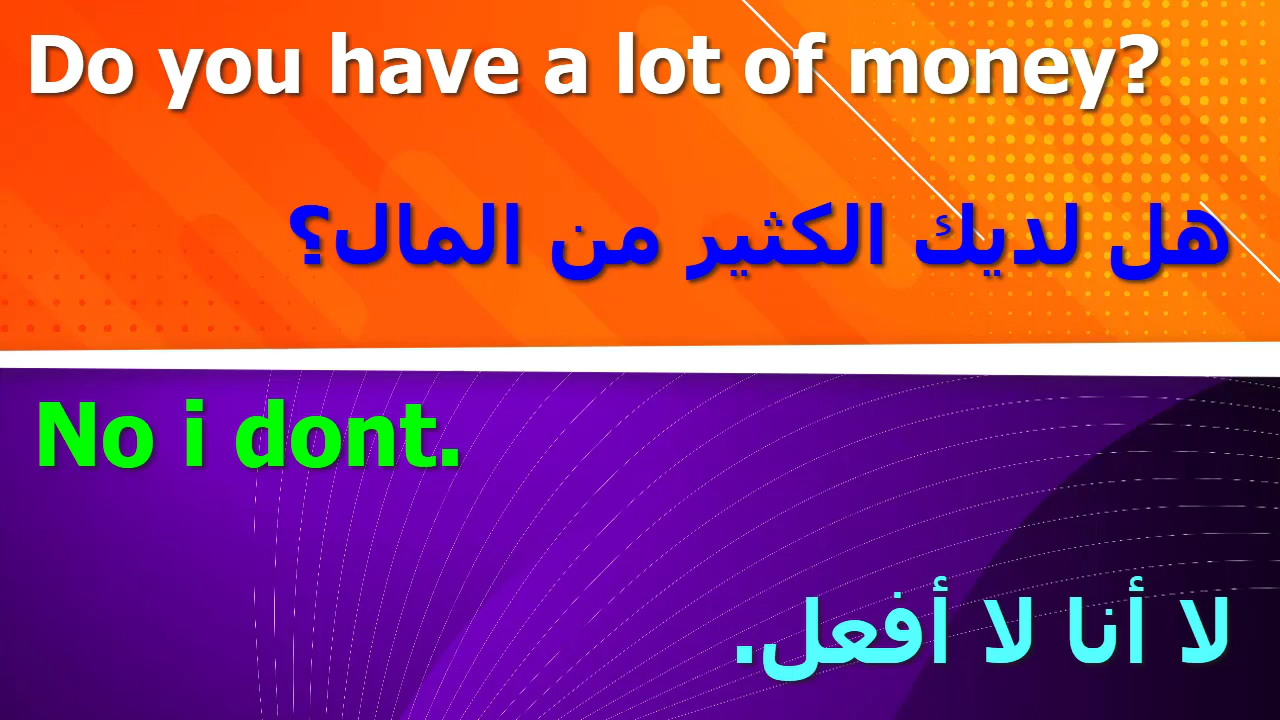 Do you have a lot of money?
هل لديك الكثير من المال؟
No i dont.
لا أنا لا أفعل.